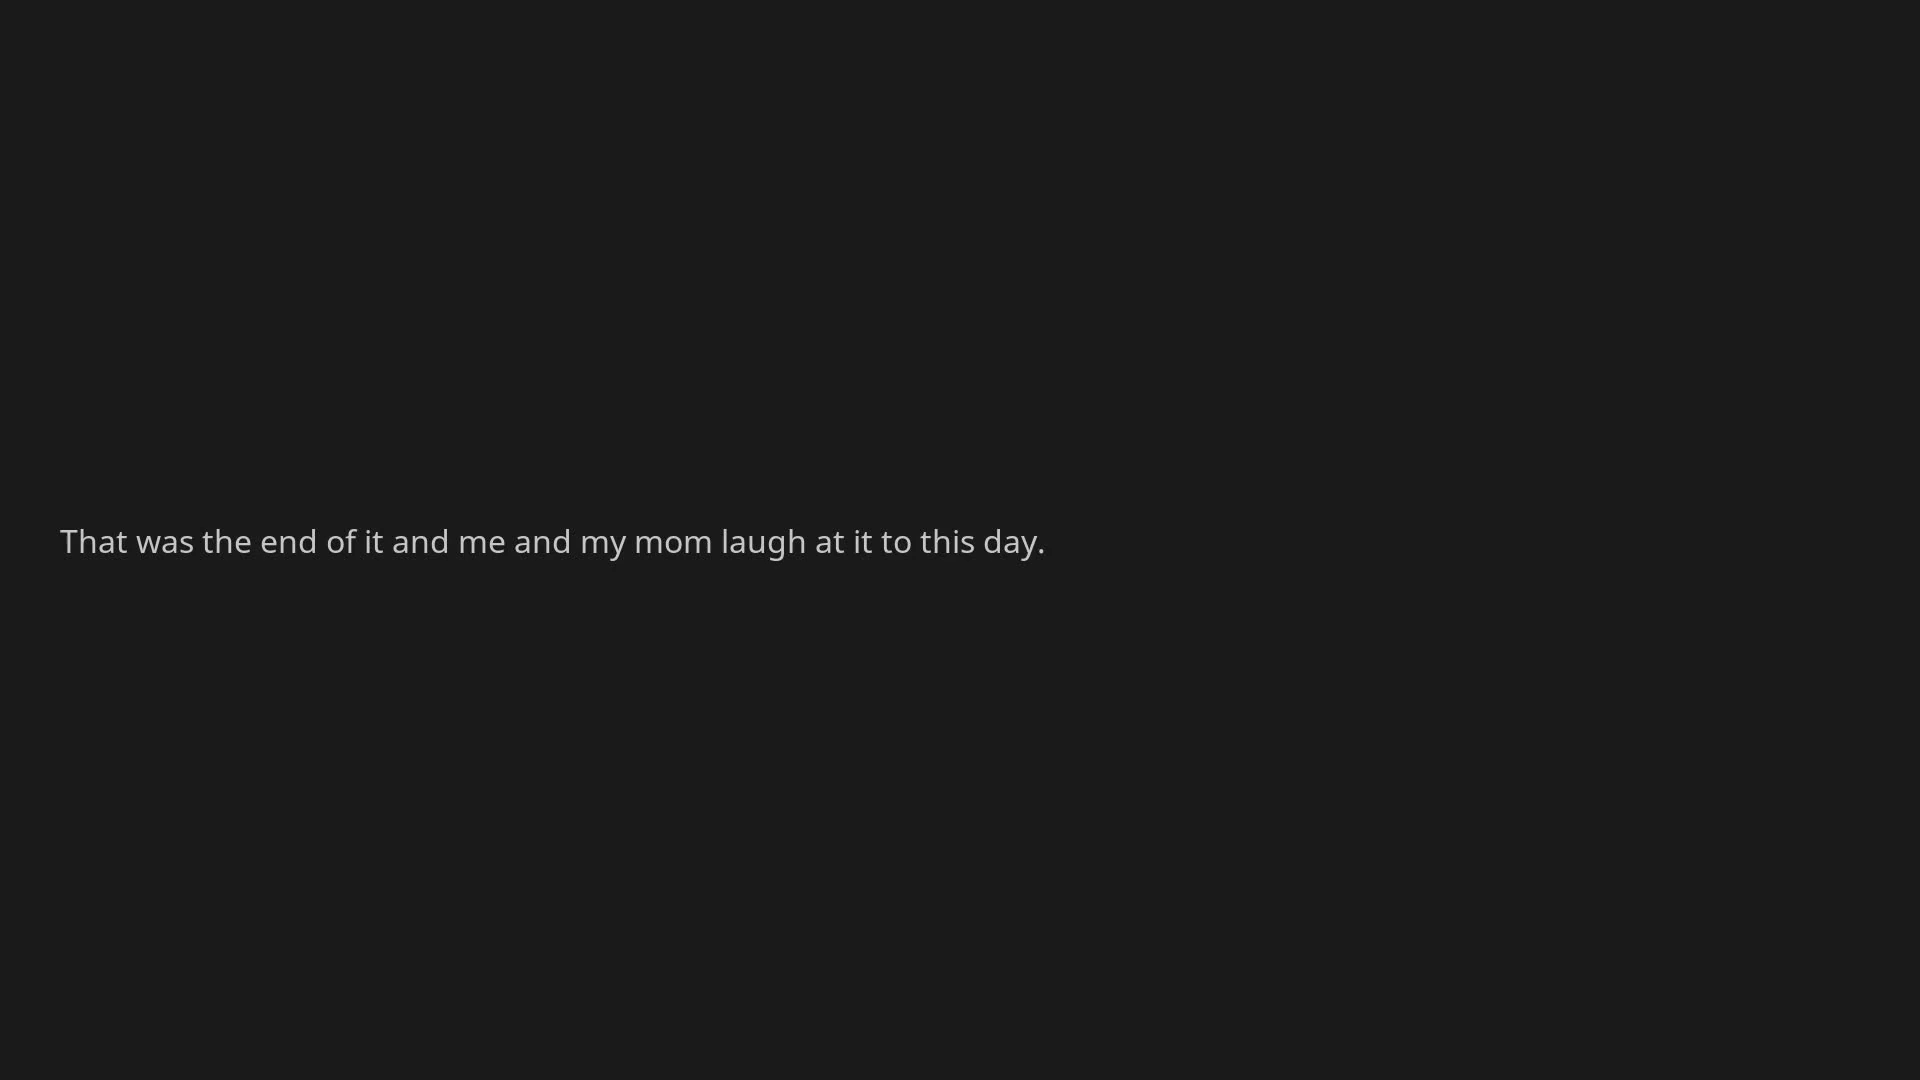 That was the end of it and me and my mom laugh at it to this day.